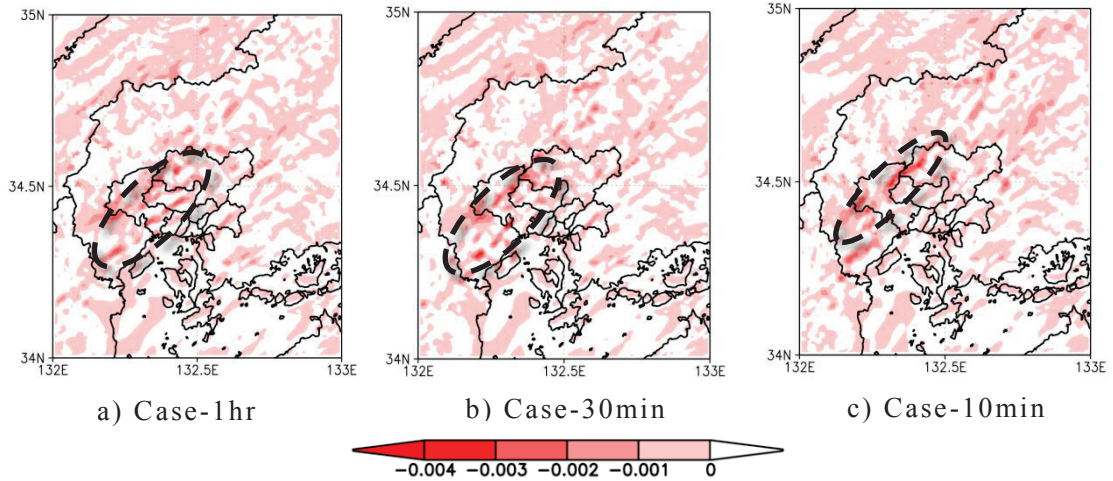 35N
34.5N
34N
132E
132.5E
133E
a) Case-1hr
35N
34.5N
34N
132E
132.5E
133E
b) Case-30min
35N
34.5N
34N
132E
132.5E
133E
c) Case-10min
−0.004 −0.003 −0.002 −0.001 0